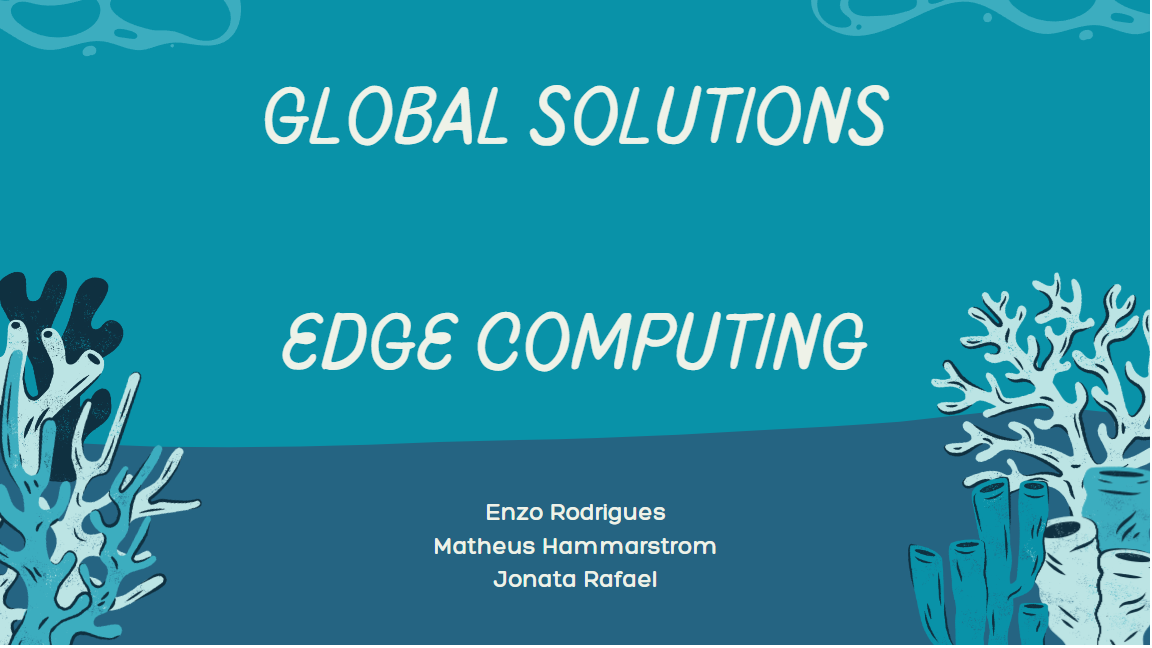 GLOBAL SOLUTIONS
EDGE COMPUTING
Enzo Rodrigues
Matheus Hammarstrom
Jonata Rafael